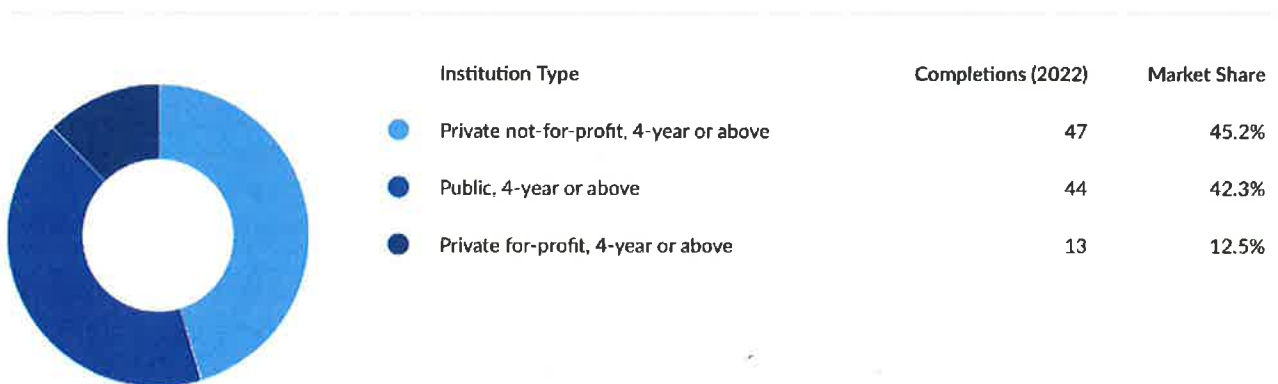 Institution Type Completions (2022) Market Share
Private not-for-profit, 4-year or above 47 45.2%
Public, 4-year or above 44 42.3%
Private for-profit, 4-year or above 13 12.5%